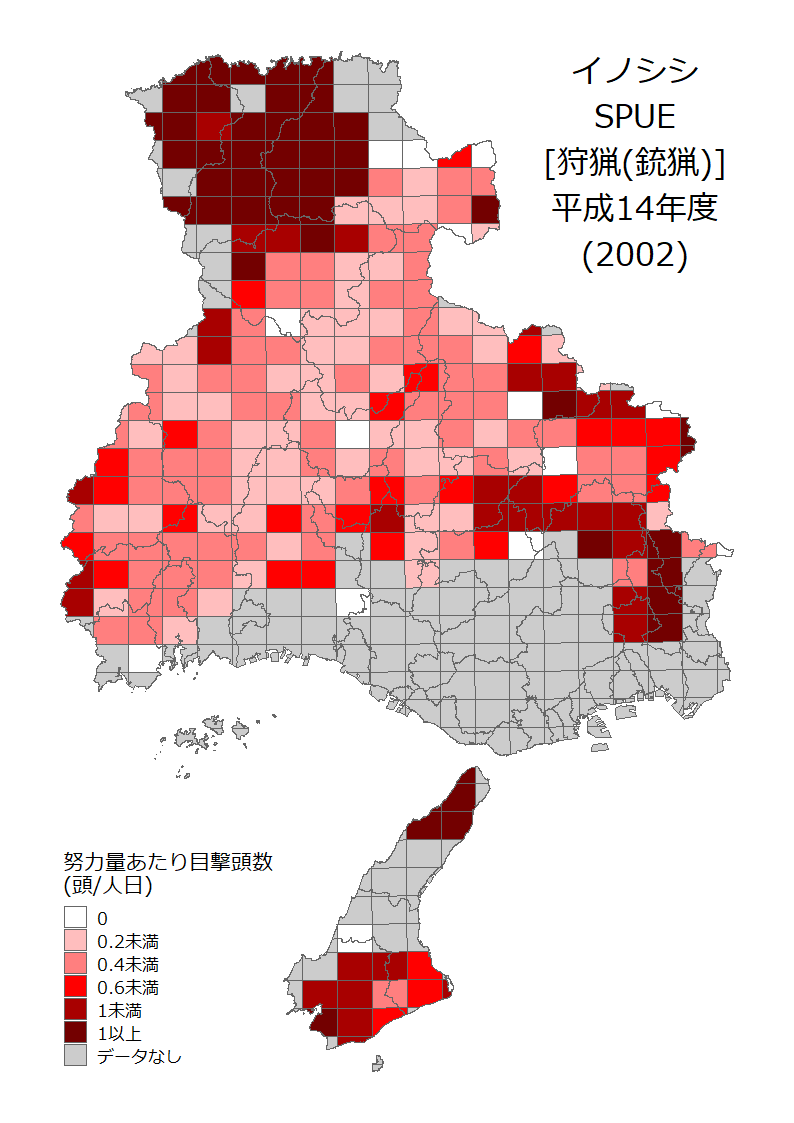 イノシシ
SPUE
[狩猟(銃猟)]
平成14年度
(2002)
努力量あたり目撃頭数
(頭/人日)
0
0.2未満
0.4未満
0.6未満
1未満
1以上
データなし